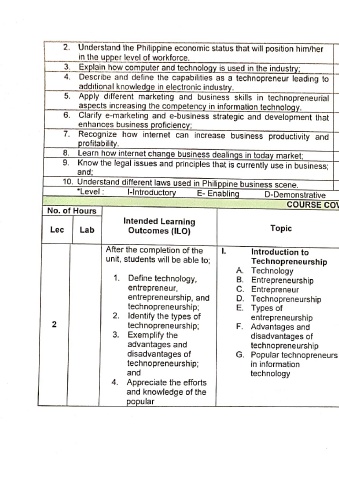 2. Understand the Philippine economic status that will position him/her
in the upper level of workforce.
3. Explain how computer and technology is used in the industry;
4. Describe and define the capabilities as a technopreneur leading to
additional knowledge in electronic industry.
5. Apply different marketing and business skills in technopreneurial
aspects increasing the competency in information technology.
6. Clarify e-marketing and e-business strategic and development that
enhances business proficiency;
7. Recognize how internet can increase business productivity and
profitability.
8. Learn how internet change business dealings in today market;
9. Know the legal issues and principles that is currently use in business;
and;
10. Understand different laws used in Philippine business scene.
*Level : I-Introductory E- Enabling D-Demonstrative
COURSE COV
No. of Hours
Lec Lab
Intended Learning
Outcomes (ILO)
Topic
2
After the completion of the
unit, students will be able to;
1. Define technology,
entrepreneur,
entrepreneurship, and
technopreneurship;
2. Identify the types of
technopreneurship;
3. Exemplify the
advantages and
disadvantages of
technopreneurship;
and
4. Appreciate the efforts
and knowledge of the
popular
I. Introduction to
Technopreneurship
A. Technology
B. Entrepreneurship
C. Entrepreneur
D. Technopreneurship
E. Types of
entrepreneurship
F. Advantages and
disadvantages of
technopreneurship
G. Popular technopreneurs
in information
technology